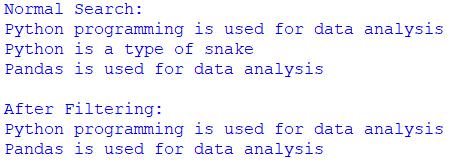 Normal Search:
Python programming is used for data analysis
Python is a type of snake
Pandas is used for data analysis
After Filtering:
Python programming is used for data analysis
Pandas is used for data analysis